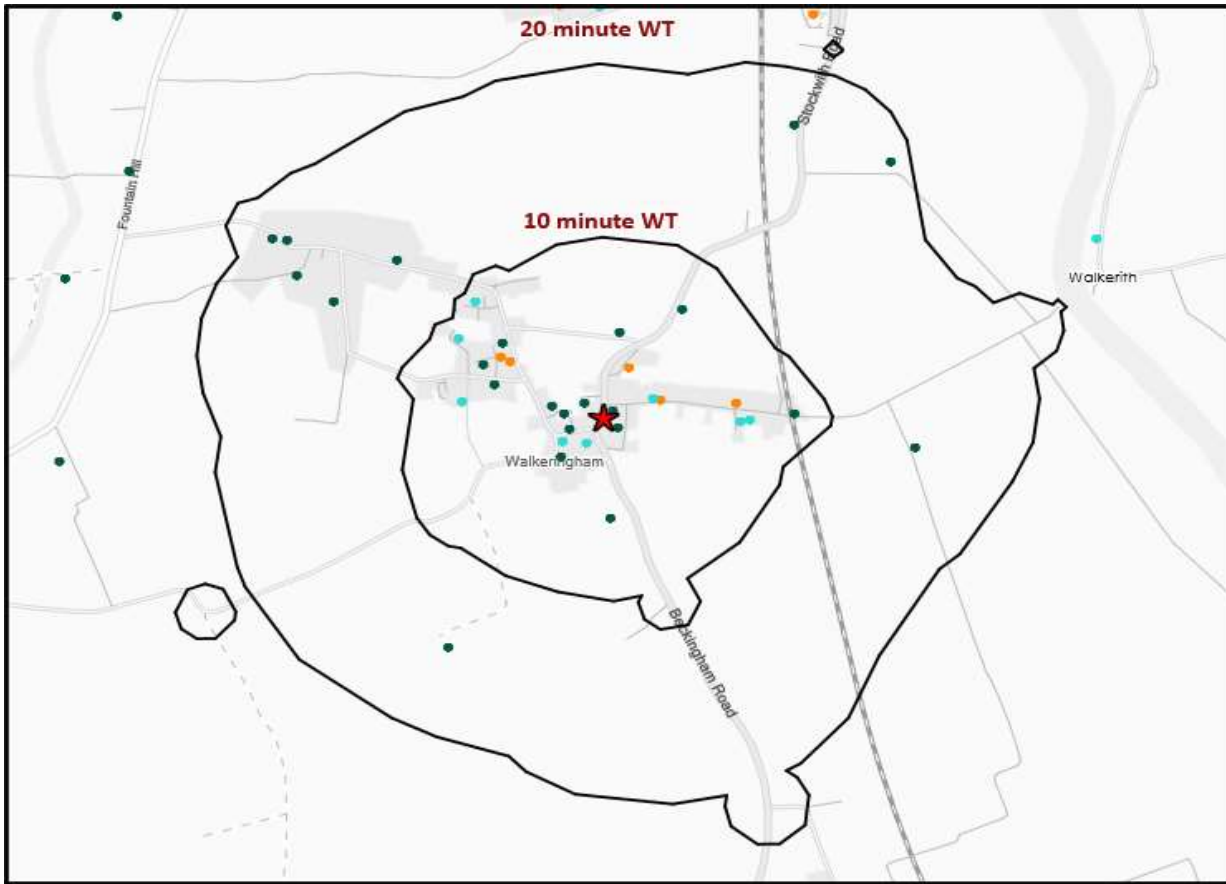 20 minute WT
Stockwith Road
Fountain Hill
10 minute WT
Walkerith
Walkeringham
Beckingham Road